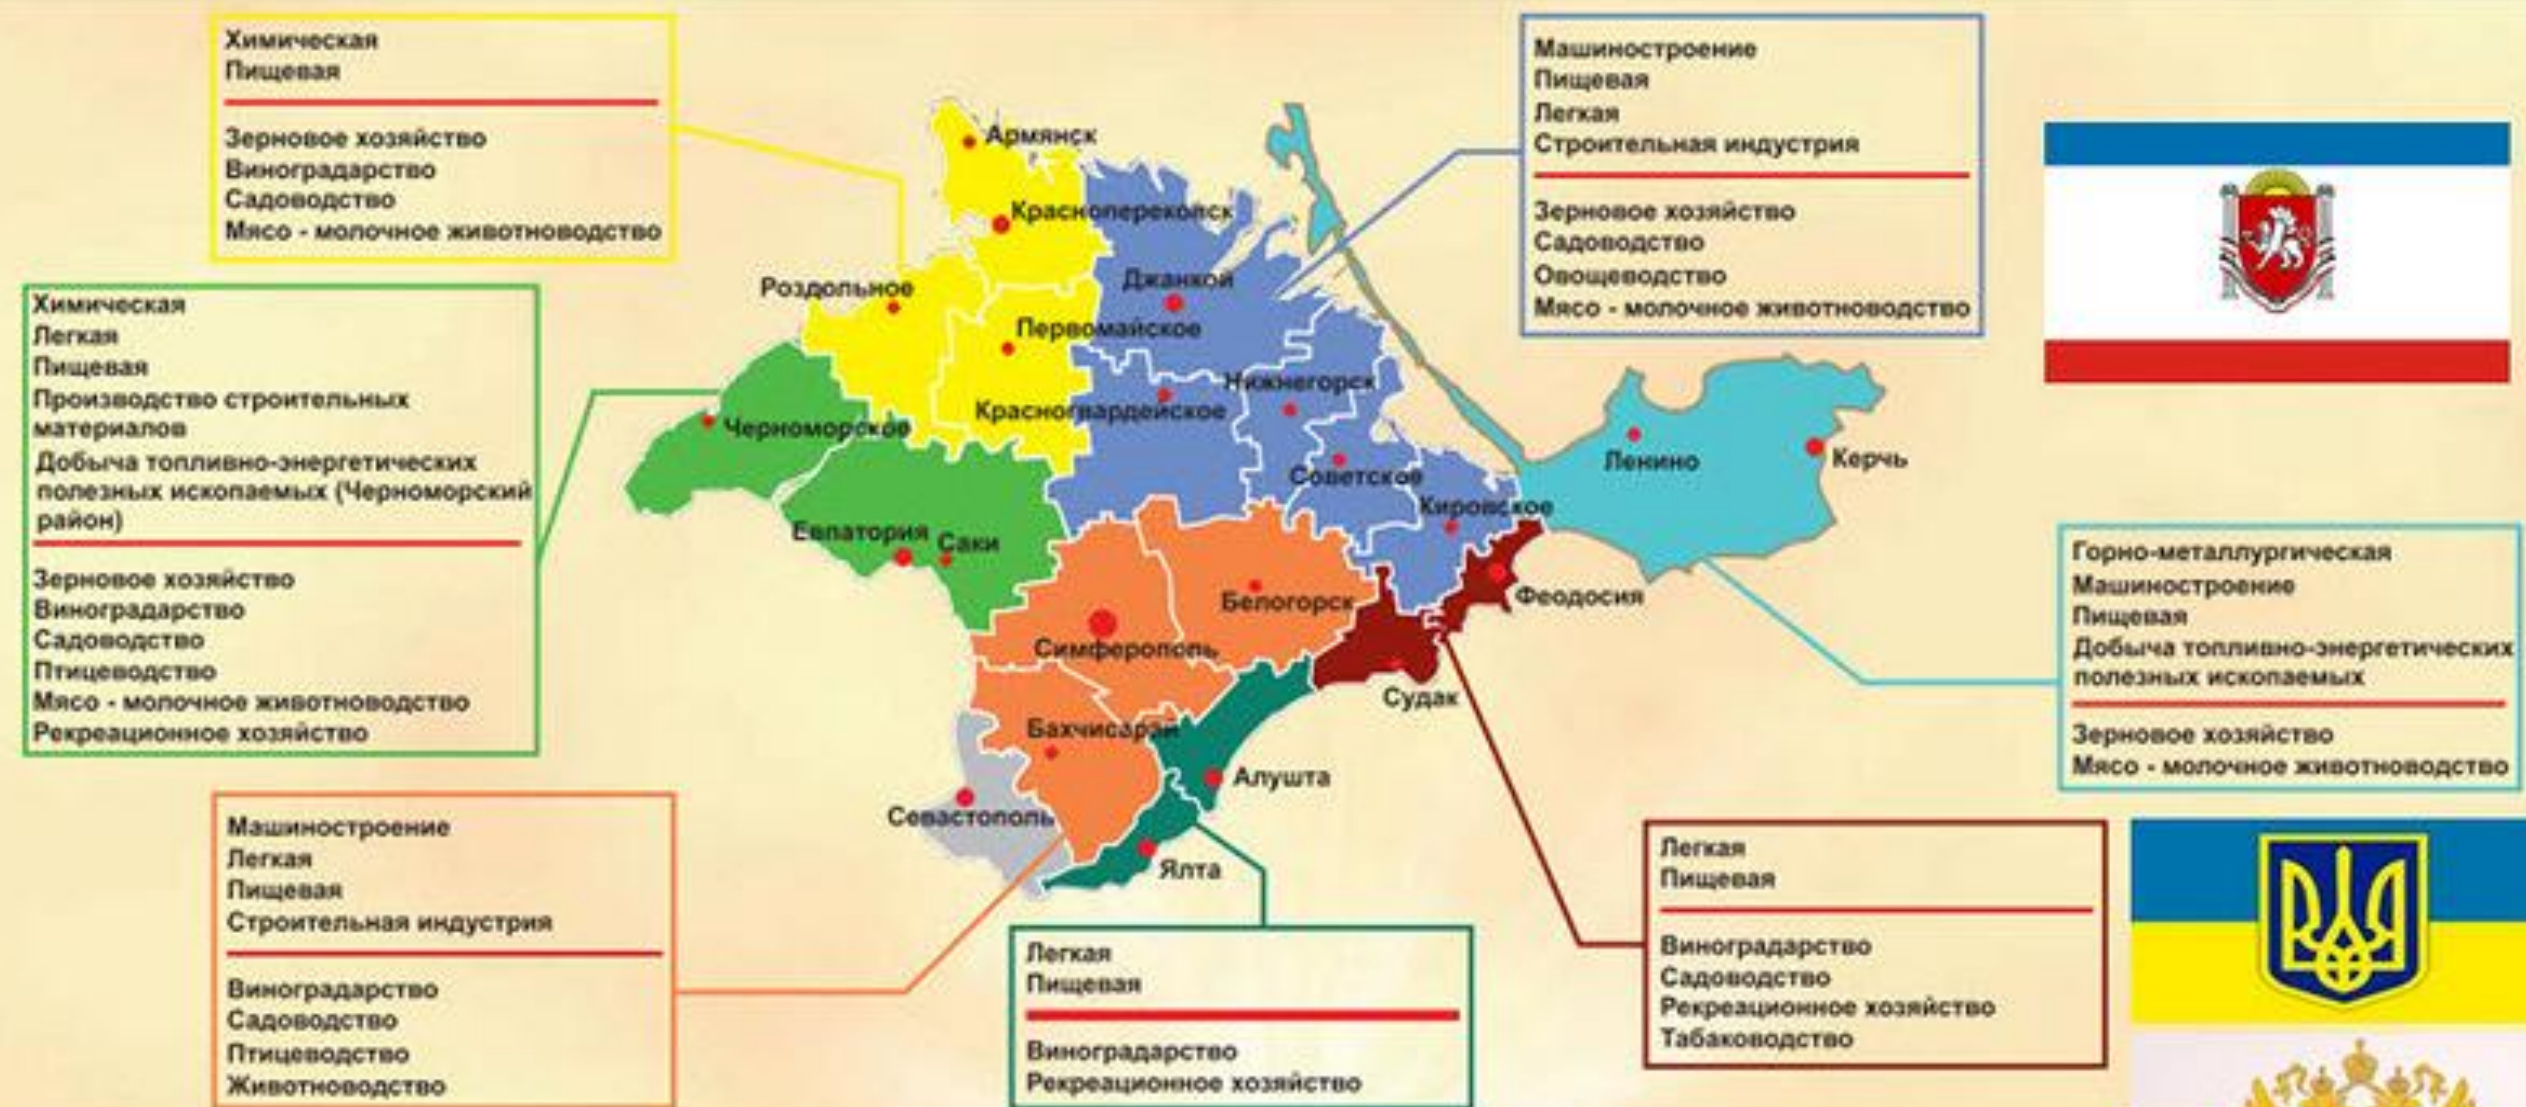 Химическая
Пищевая
Зерновое хозяйство
Виноградарство
Садоводство
Мясо - молочное животноводство
Машиностроение
Пищевая
Легкая
Строительная индустрия
Зерновое хозяйство
Садоводство
Овощеводство
Мясо - молочное животноводство
Химическая
Легкая
Пищевая
Производство строительных
материалов
Добыча топливно-энергетических
полезных ископаемых (Черноморский
район)
Зерновое хозяйство
Виноградарство
Садоводство
Птицеводство
Мясо - молочное животноводство
Рекреационное хозяйство
Армянск
Красноперекопск
Джанкой
Роздольное
Первомайское
Нижнегорск
Красногвардейское
Черноморское
Советское
Ленино
Керчь
Кировское
Евпатория
Саки
Белогорск
Феодосия
Симферополь
Судак
Бахчисарай
Алушта
Севастополь
Ялта
Горно-металлургическая
Машиностроение
Пищевая
Добыча топливно-энергетических
полезных ископаемых
Зерновое хозяйство
Мясо - молочное животноводство
Машиностроение
Легкая
Пищевая
Строительная индустрия
Виноградарство
Садоводство
Птицеводство
Животноводство
Легкая
Пищевая
Виноградарство
Рекреационное хозяйство
Легкая
Пищевая
Виноградарство
Садоводство
Рекреационное хозяйство
Табаководство